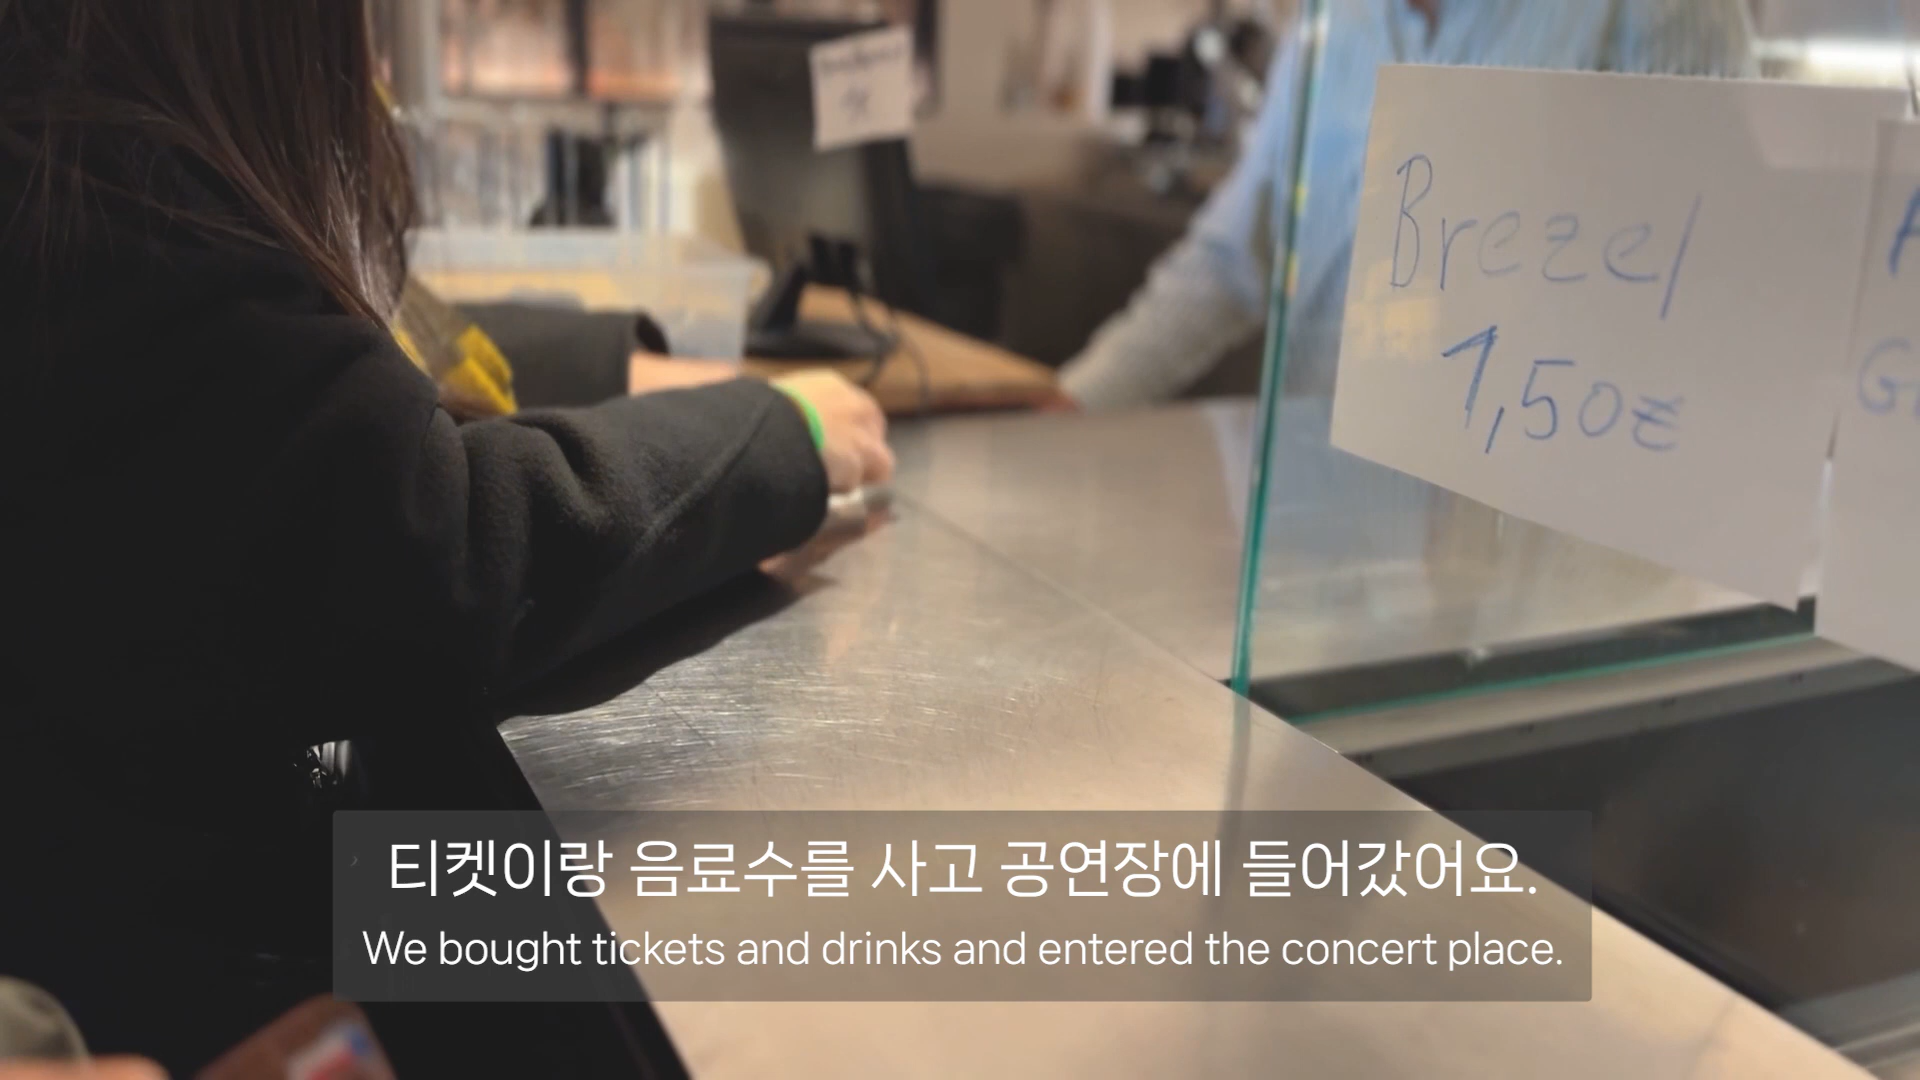 Brezel
1,50€
티켓이랑 음료수를 사고 공연장에 들어갔어요.
We bought tickets and drinks and entered the concert place.